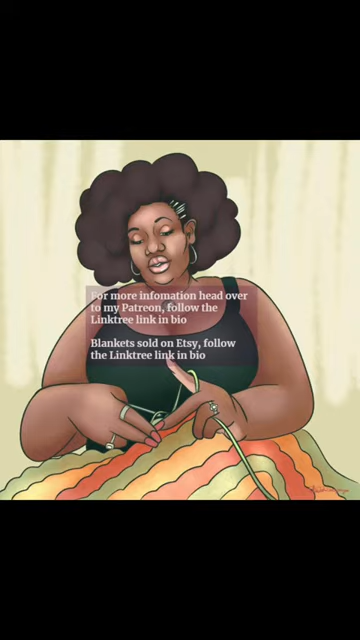 For more infomation head over
to my Patreon, follow the
Linktree link in bio
Blankets sold on Etsy, follow
the Linktree link in bio